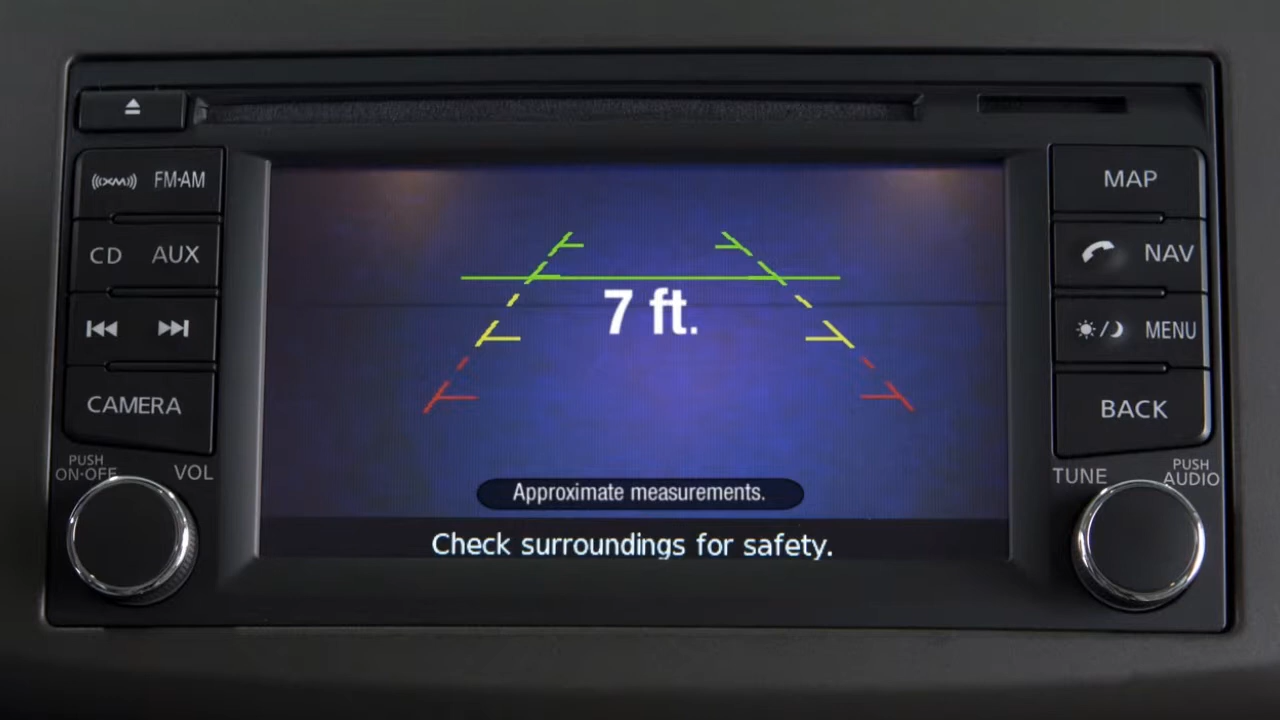 ((XM)) FM·AM
CD AUX
CAMERA
PUSH
ON·OFF
VOL
7 ft.
Approximate measurements.
Check surroundings for safety.
MAP
NAV
MENU
BACK
TUNE
PUSH
AUDIO